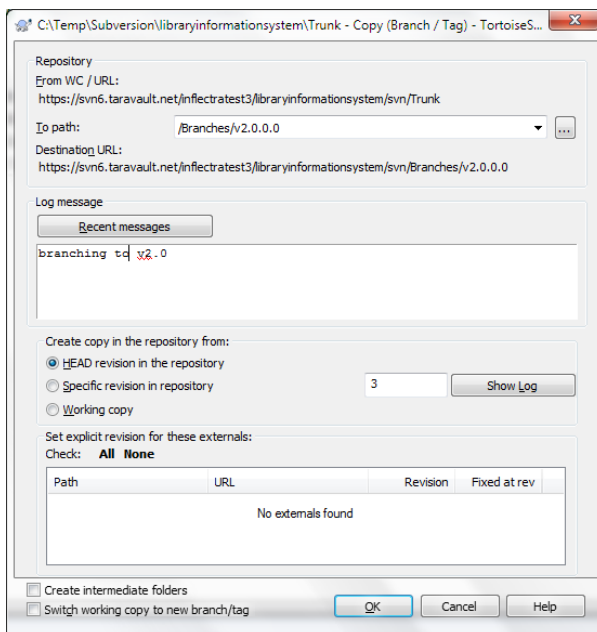 C:\Temp\Subversion\libraryinformationsystem\Trunk - Copy (Branch / Tag) - TortoiseS...
Repository
From WC / URL:
https://svn6.taravault.net/inflectratest3/libraryinformationsystem/svn/Trunk
To path:
/Branches/v2.0.0.0
...
Destination URL:
https://svn6.taravault.net/inflectratest3/libraryinformationsystem/svn/Branches/v2.0.0.0
Log message
Recent messages
branching to v2.0
Create copy in the repository from:
HEAD revision in the repository
Specific revision in repository
3
Show Log
Working copy
Set explicit revision for these externals:
Check: All None
Path URL Revision Fixed at rev
No externals found
Create intermediate folders
Switch working copy to new branch/tag
OK Cancel Help